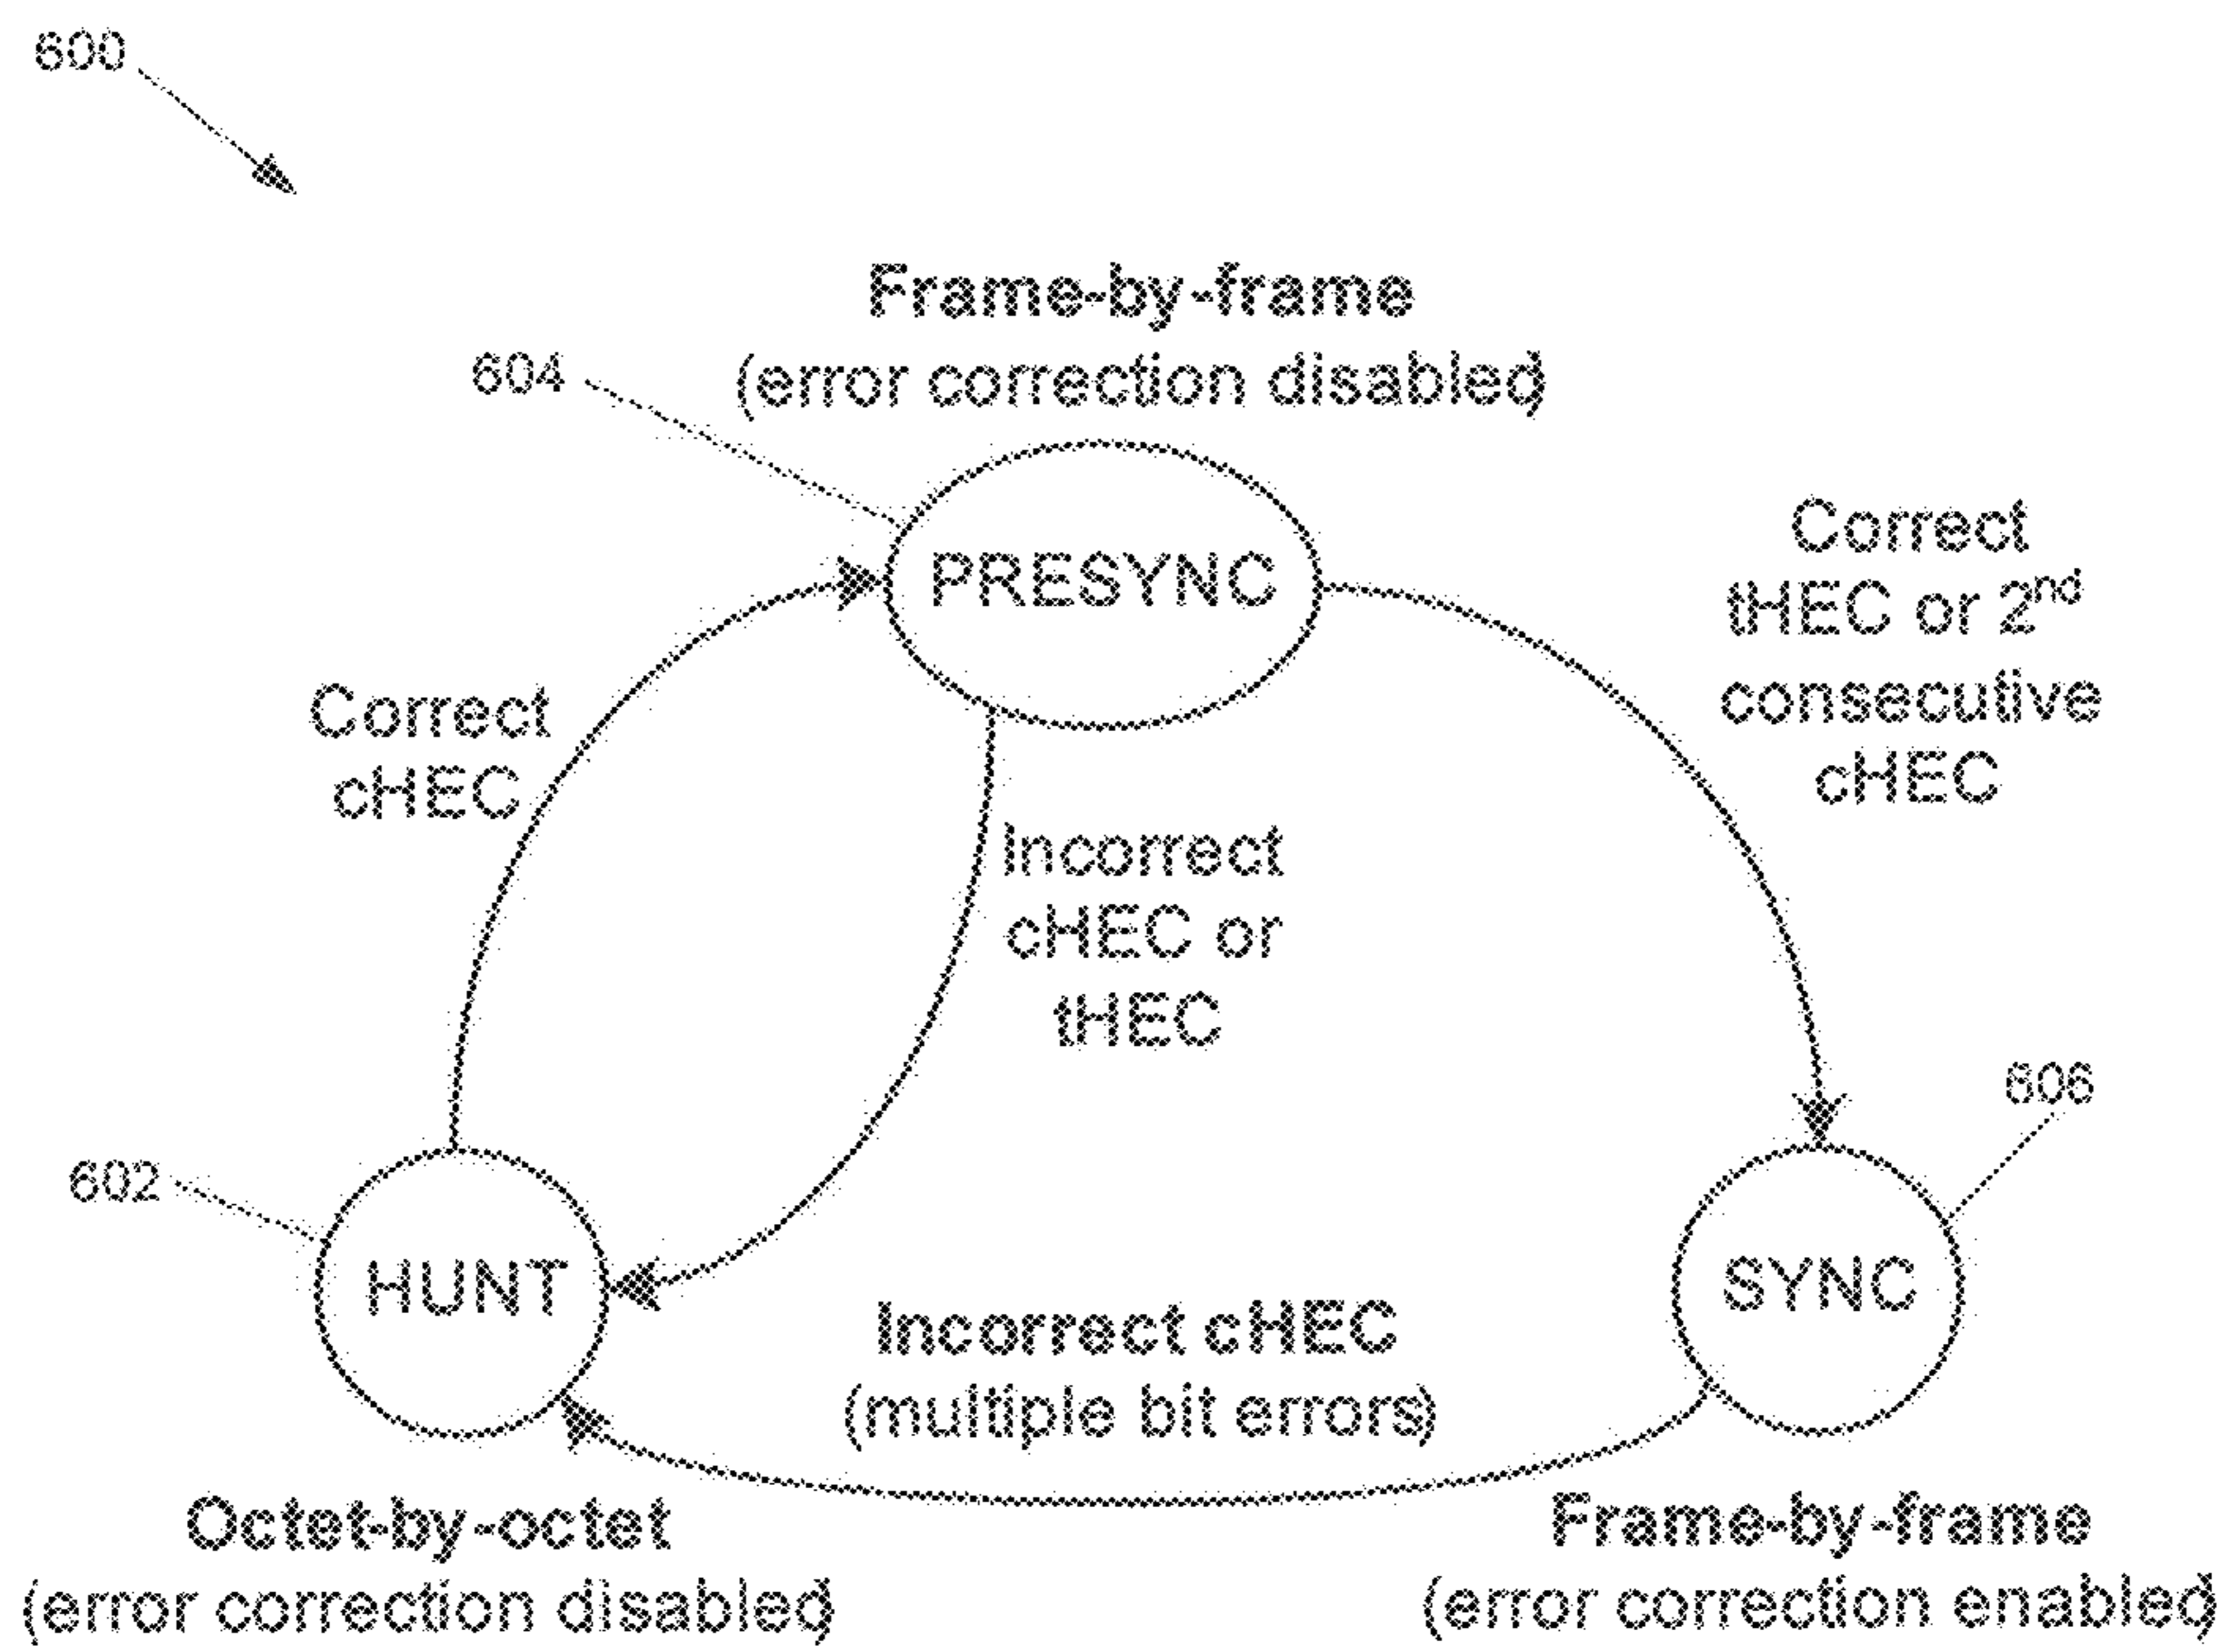 600
Frame-by-frame
(error correction disabled)
604
PRESYNC
Correct
tHEC or 2nd
consecutive
cHEC
Correct
cHEC
Incorrect
cHEC or
tHEC
606
602
HUNT
SYNC
Incorrect cHEC
(multiple bit errors)
Octet-by-octet
(error correction disabled)
Frame-by-frame
(error correction enabled)